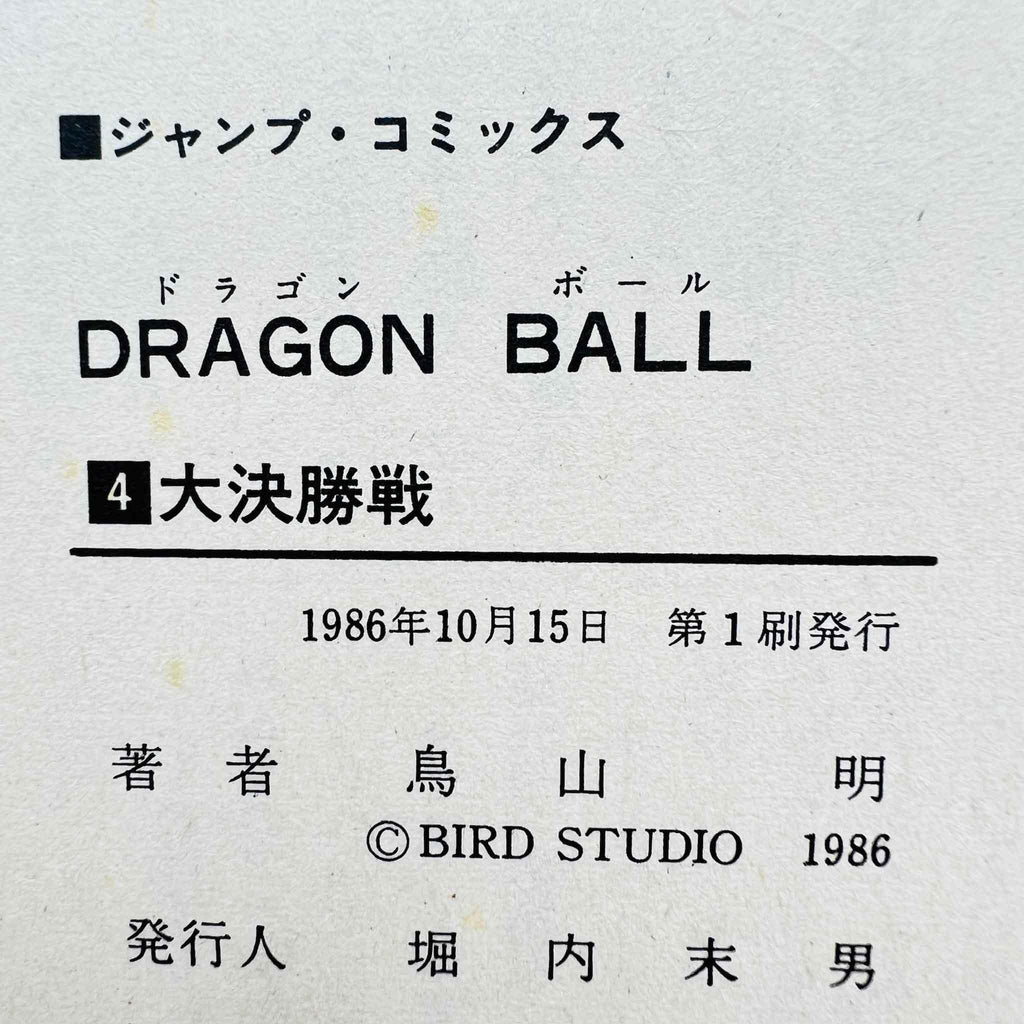 ■ジャンプ・コミックス
ドラゴン ボール
DRAGON BALL
4 大決勝戦
1986年10月15日 第1刷発行
著者 鳥山明
©BIRD STUDIO 1986
発行人 堀内末男